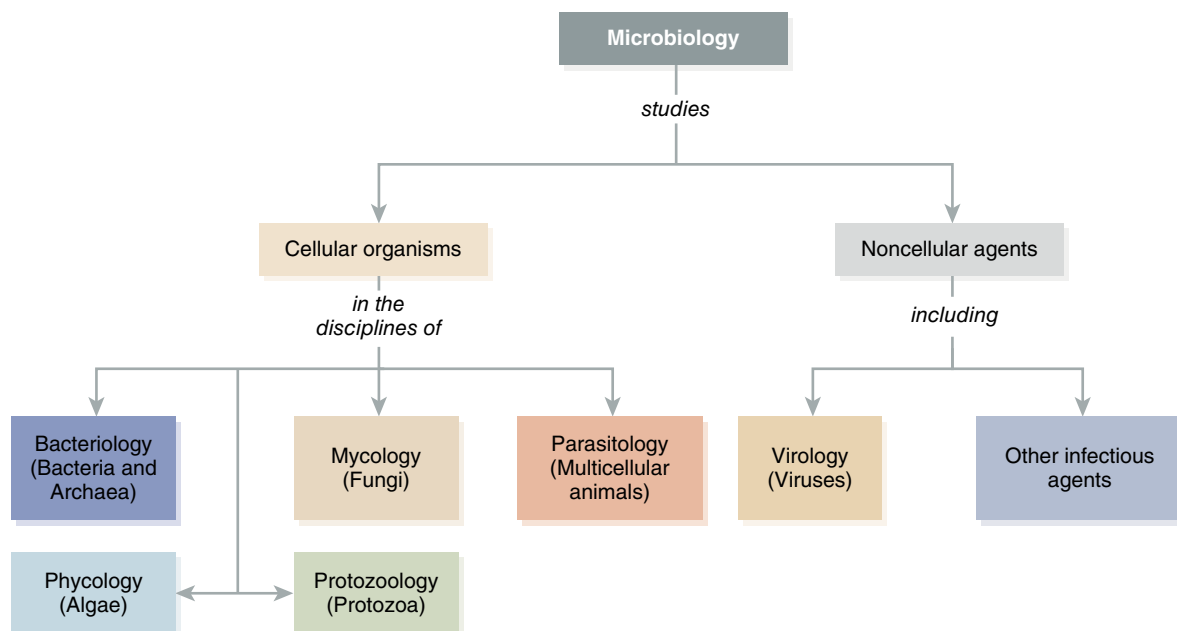 Microbiology
studies
Cellular organisms
Noncellular agents
in the
disciplines of
including
Bacteriology
(Bacteria and
Archaea)
Mycology
(Fungi)
Parasitology
(Multicellular
animals)
Virology
(Viruses)
Other infectious
agents
Phycology
(Algae)
Protozoology
(Protozoa)